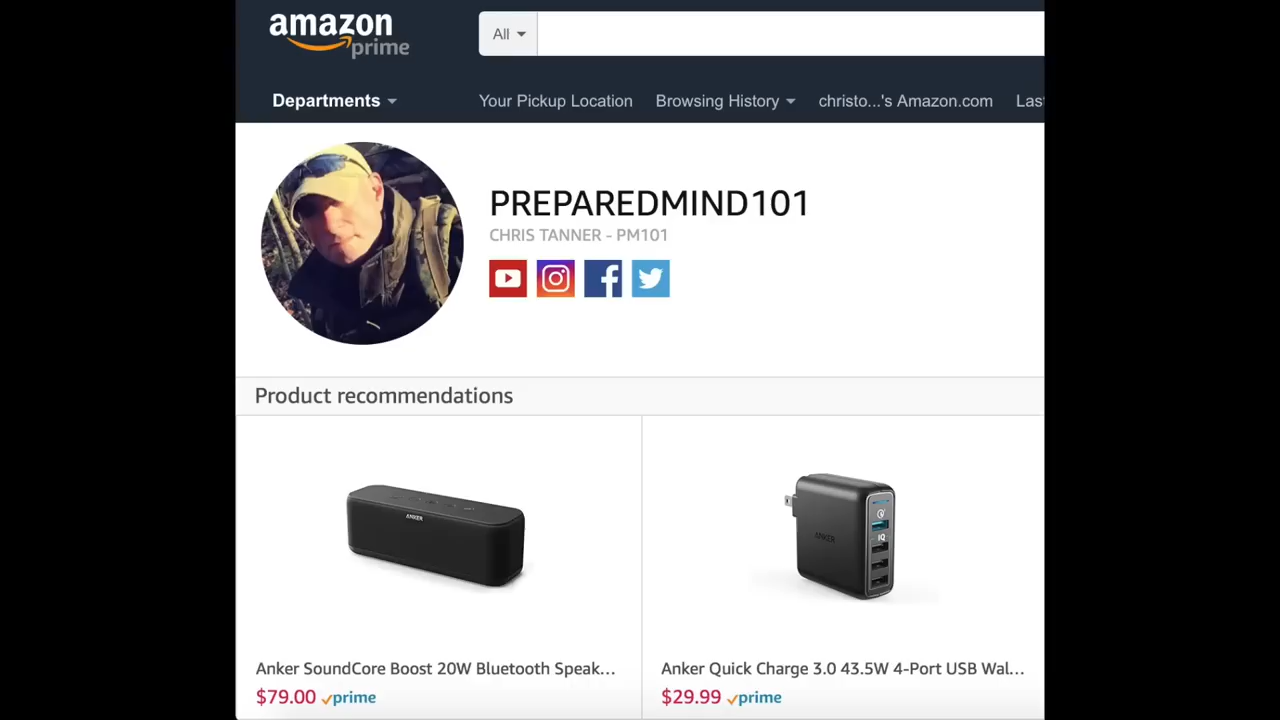 amazon
prime
All
Departments
Your Pickup Location
Browsing History
christo...'s Amazon.com
Las
PREPAREDMIND101
CHRIS TANNER - PM101
Product recommendations
ANKER
ANKER
IQ
Anker SoundCore Boost 20W Bluetooth Speak...
$79.00 prime
Anker Quick Charge 3.0 43.5W 4-Port USB Wal...
$29.99 prime